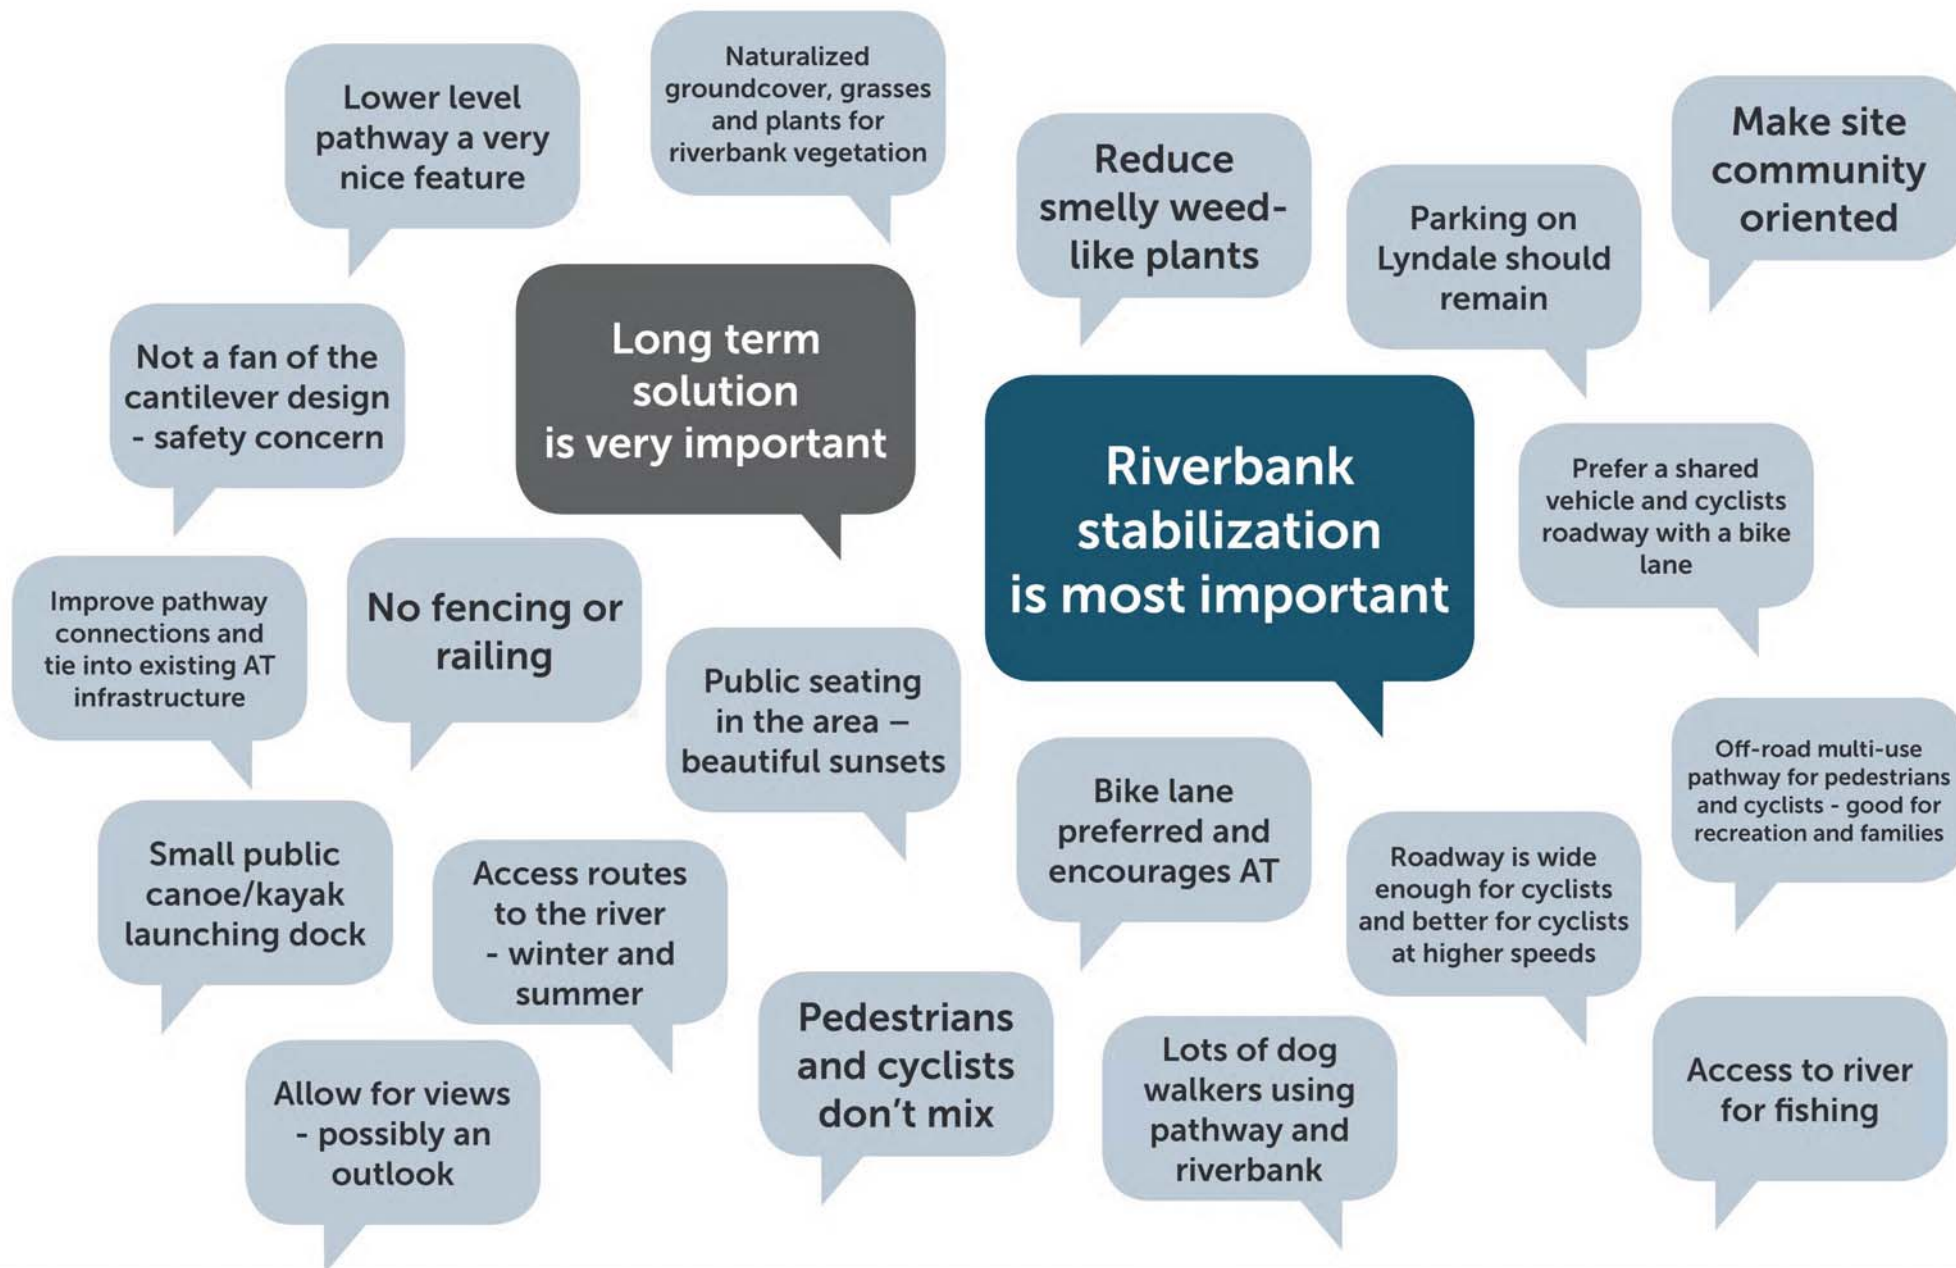 Lower level
pathway a very
nice feature
Naturalized
groundcover, grasses
and plants for
riverbank vegetation
Reduce
smelly weed-
like plants
Parking on
Lyndale should
remain
Make site
community
oriented
Not a fan of the
cantilever design
- safety concern
Long term
solution
is very important
Riverbank
stabilization
is most important
Prefer a shared
vehicle and cyclists
roadway with a bike
lane
Improve pathway
connections and
tie into existing AT
infrastructure
No fencing or
railing
Public seating
in the area –
beautiful sunsets
Off-road multi-use
pathway for pedestrians
and cyclists - good for
recreation and families
Small public
canoe/kayak
launching dock
Access routes
to the river
- winter and
summer
Bike lane
preferred and
encourages AT
Roadway is wide
enough for cyclists
and better for cyclists
at higher speeds
Allow for views
- possibly an
outlook
Pedestrians
and cyclists
don't mix
Lots of dog
walkers using
pathway and
riverbank
Access to river
for fishing